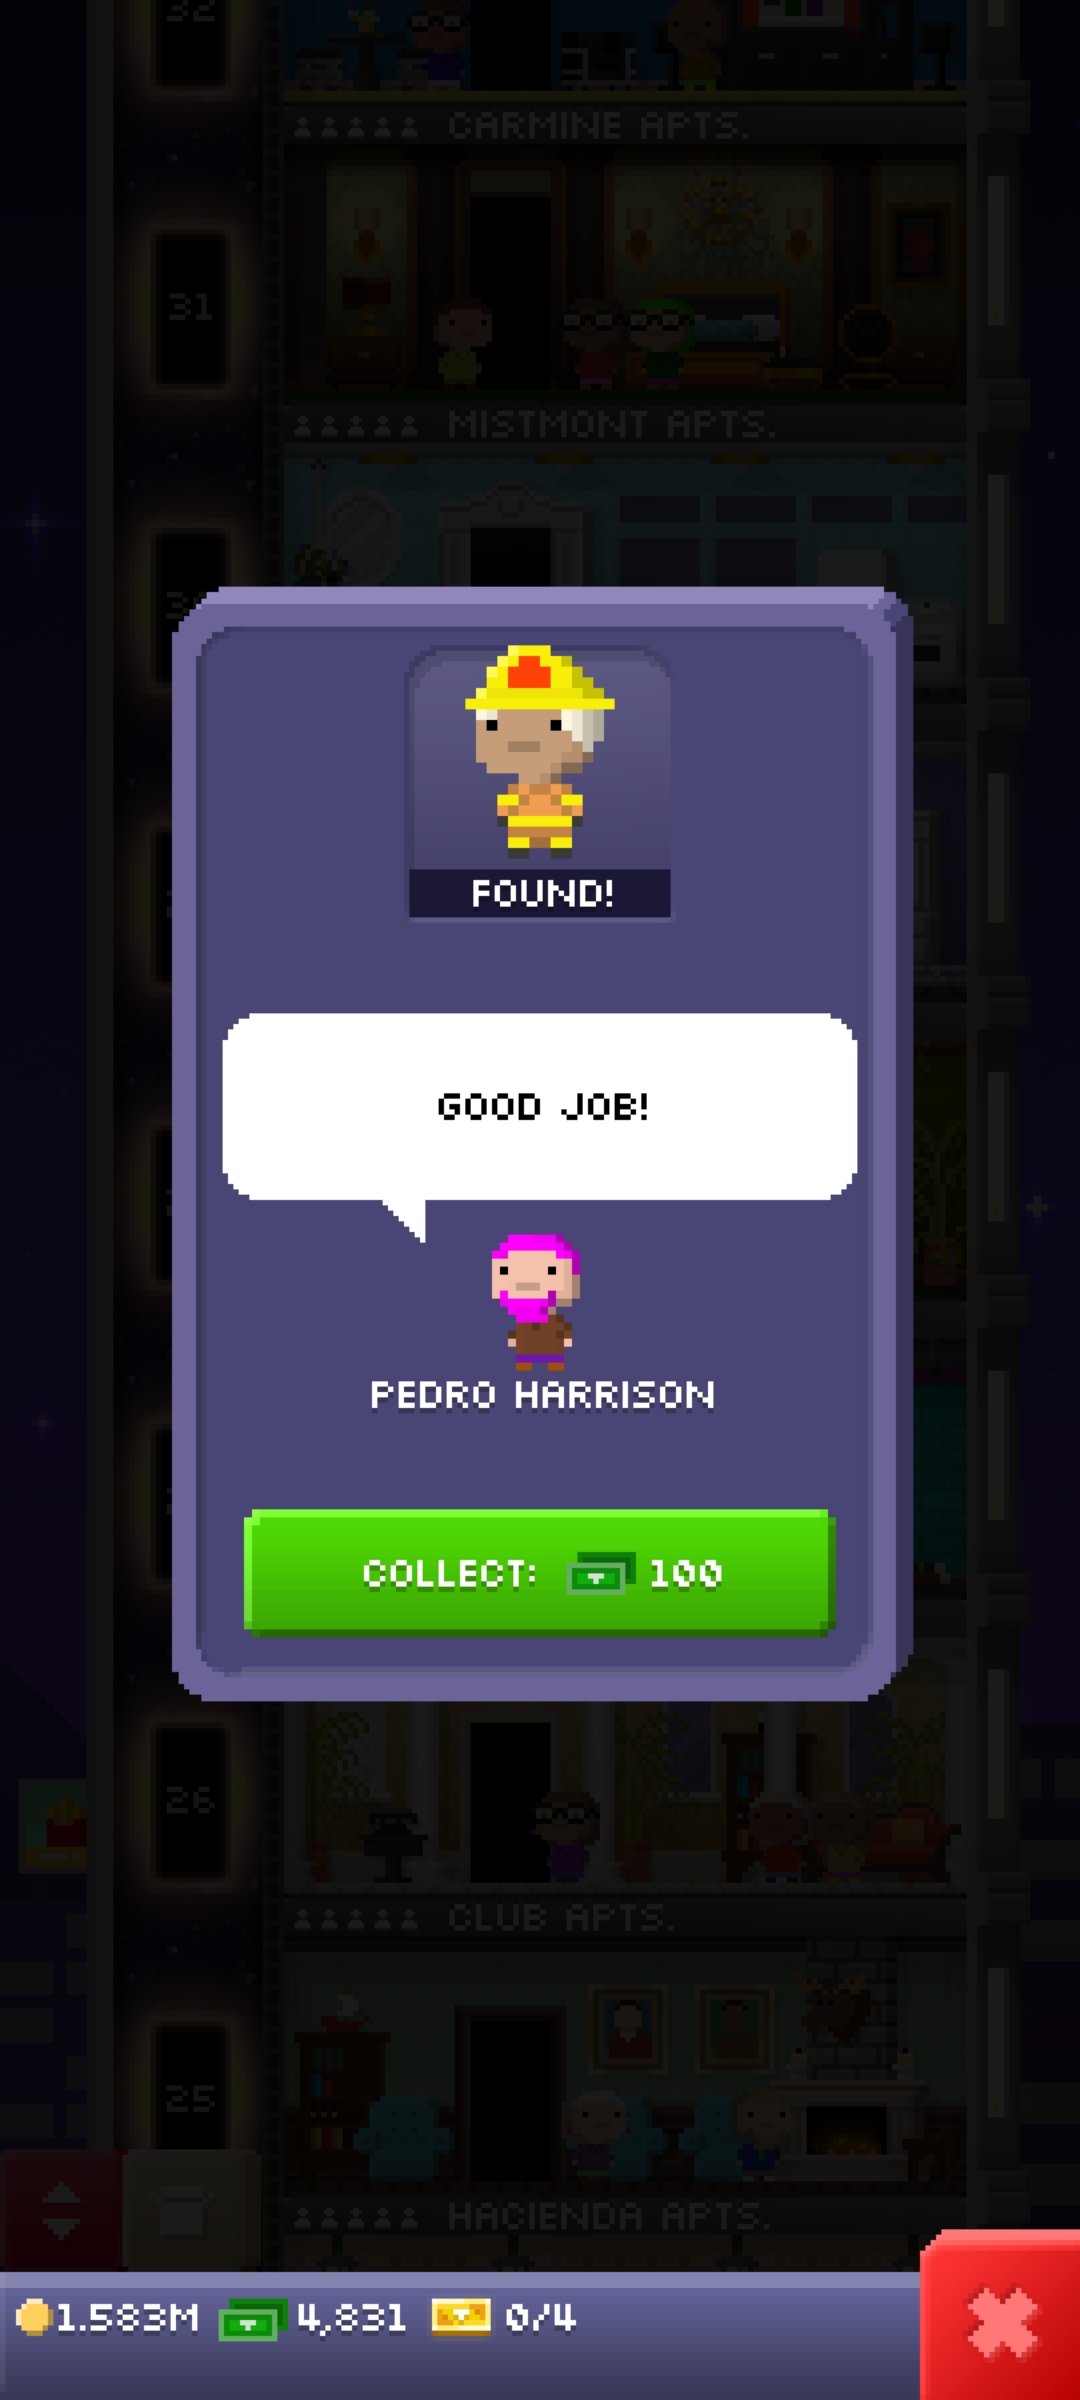 32
CARMINE APTS.
31
MISTMONT APTS.
FOUND!
GOOD JOB!
PEDRO HARRISON
COLLECT: 100
26
CLUB APTS.
25
HACIENDA APTS.
1.583M 4,831 0/4